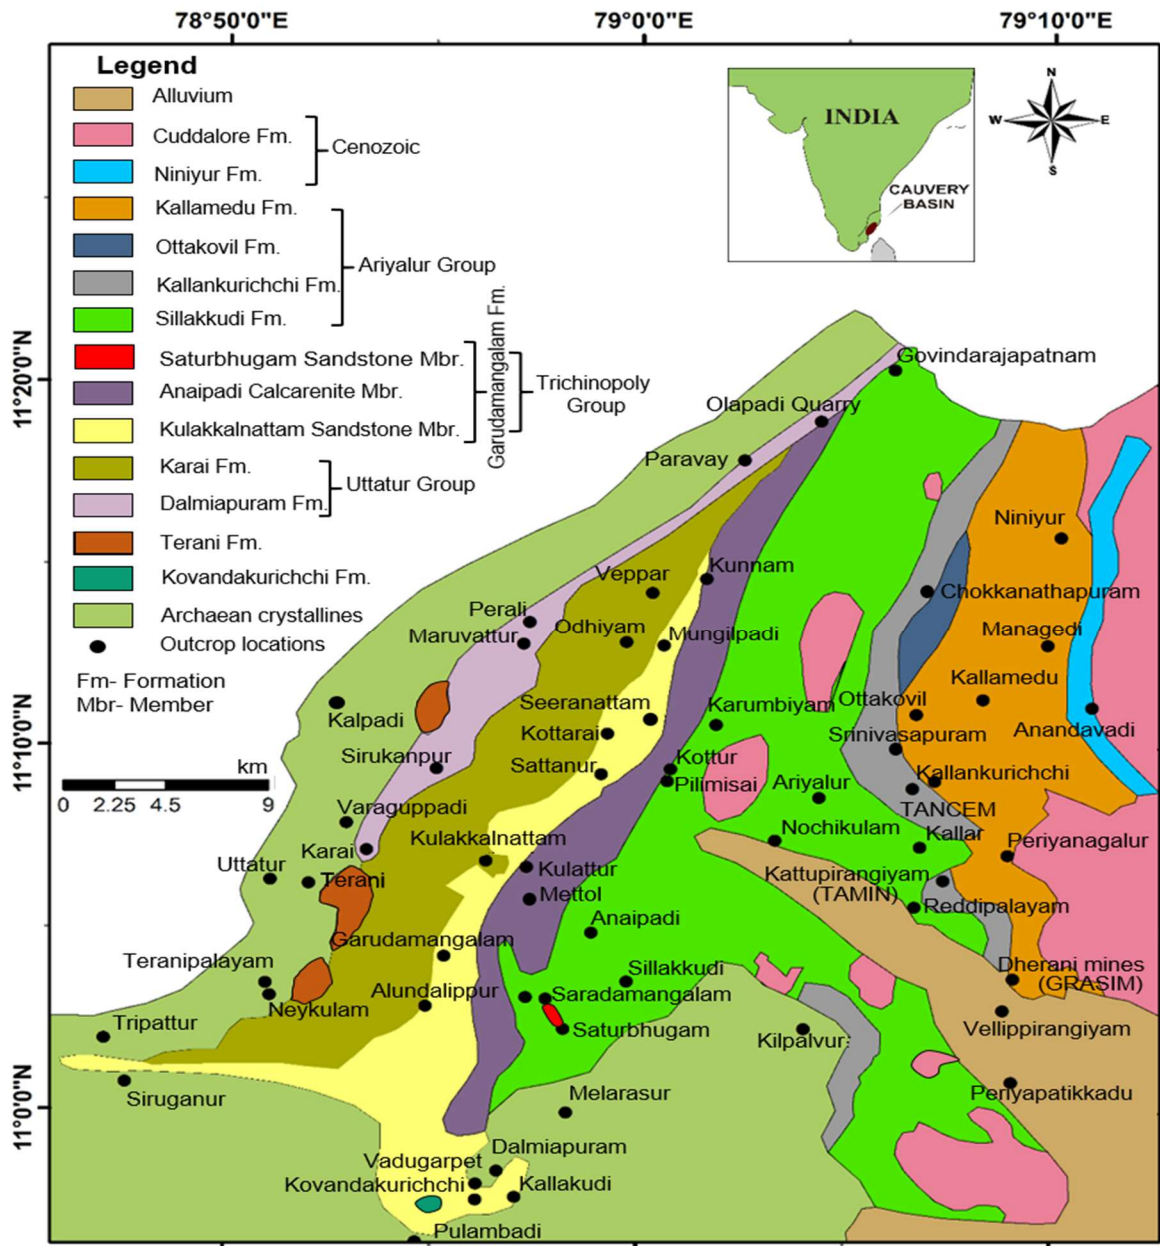 78°50'0"E
79°0'0"E
79°10'0"E
Legend
Alluvium
Cuddalore Fm.
Cenozoic
Niniyur Fm.
Kallamedu Fm.
Ottakovil Fm.
Ariyalur Group
Kallankurichchi Fm.
Sillakkudi Fm.
Saturbhugam Sandstone Mbr.
Anaipadi Calcarenite Mbr.
Kulakkalnattam Sandstone Mbr.
Garudamangalam Fm.
Trichinopoly
Group
Karai Fm.
Uttatur Group
Dalmiapuram Fm.
Terani Fm.
Kovandakurichchi Fm.
Archaean crystallines
Outcrop locations
Fm- Formation
Mbr- Member
km
0 2.25 4.5 9
INDIA
CAUVERY
BASIN
N
W
E
S
11°20'0"N
11°10'0"N
11°0'0"N
Govindarajapatnam
Olapadi Quarry
Paravay
Niniyur
Veppar
Kunnam
Chokkanathapuram
Perali
Maruvattur
Odhiyam
Mungilpadi
Managedi
Kallamedu
Kalpadi
Seeranattam
Karumbiyam
Ottakovil
Anandavadi
Kottarai
Srinivasapuram
Sirukanpur
Sattanur
Kottur
Pilimisai
Ariyalur
Kallankurichchi
TANCEM
Varaguppadi
Kulakkalnattam
Nochikulam
Kallar
Periyanagalur
Karai
Uttatur
Terani
Kulattur
Kattupirangiyam
(TAMIN)
Mettol
Reddipalayam
Anaipadi
Garudamangalam
Teranipalayam
Sillakkudi
Dherani mines
(GRASIM)
Alundalippur
Saradamangalam
Neykulam
Tripattur
Saturbhugam
Kilpalvur
Vellippirangiyam
Siruganur
Melarasur
Periyapatikkadu
Dalmiapuram
Vadugarpet
Kovandakurichchi
Kallakudi
Pulambadi